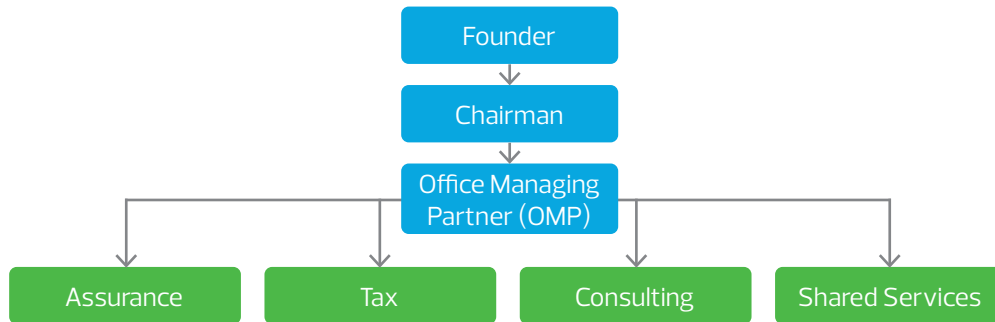 Founder
Chairman
Office Managing
Partner (OMP)
Assurance
Tax
Consulting
Shared Services